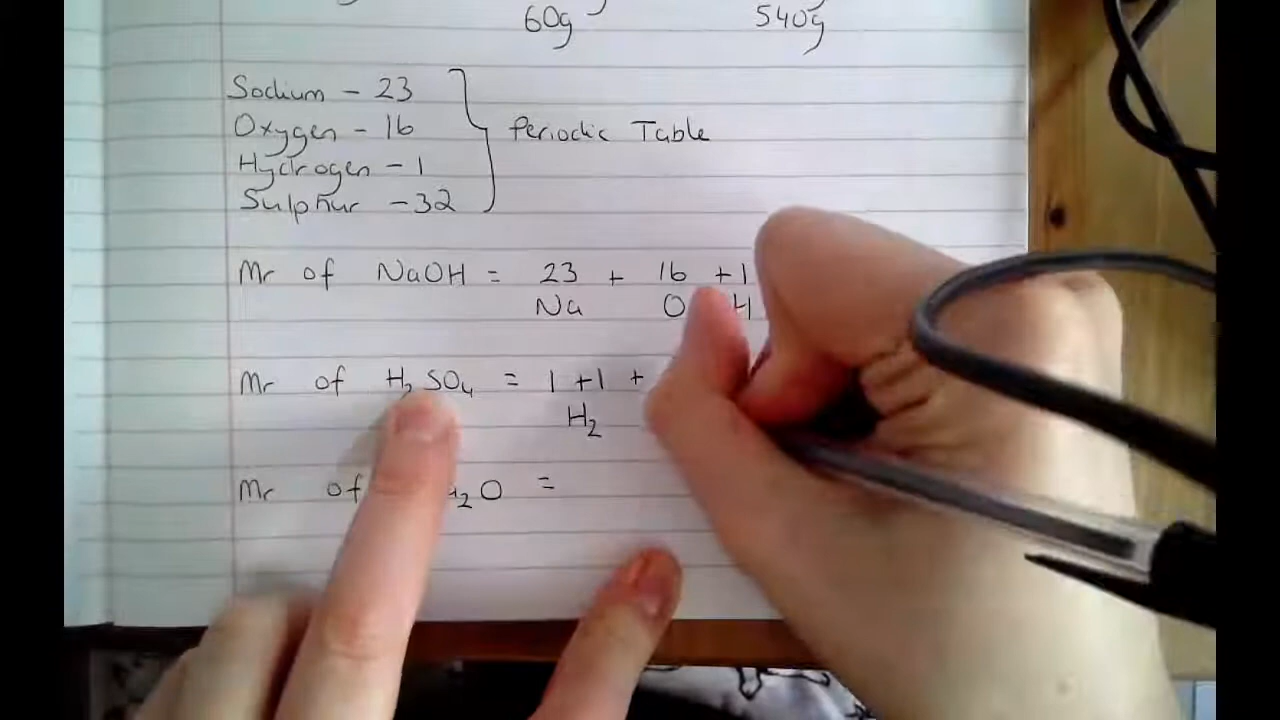 60g 540g
Sodium - 23
Oxygen - 16
Hydrogen - 1
Sulphur - 32
Periodic Table
Mr of NaOH = 23 + 16 + 1
Na O H
Mr of H₂SO₄ = 1 + 1 +
H₂
Mr of ₂O =